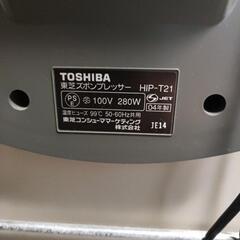 TOSHIBA
東芝ズボンプレッサー HIP-T21
PS E 100V 280W JET 04年製
温度ヒューズ 99℃ 50-60Hz共用
東芝コンシューママーケティング
株式会社 JE14